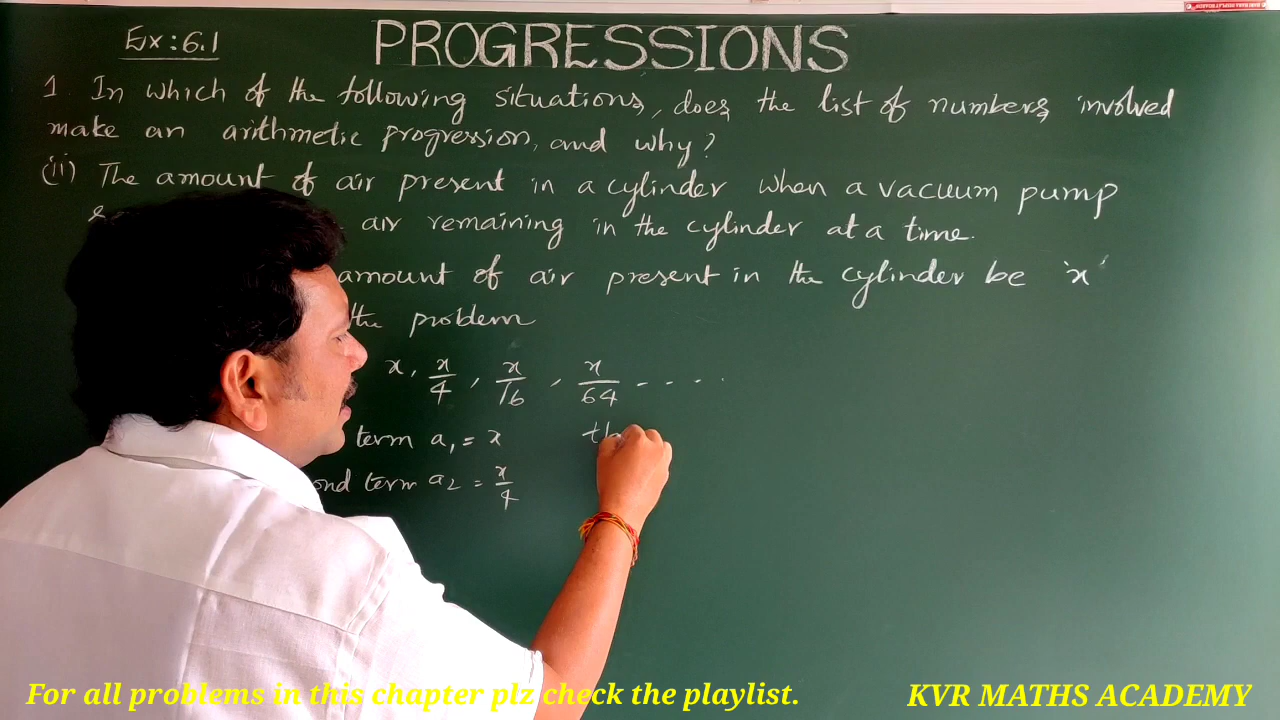 Ex: 6.1
PROGRESSIONS
1. In which of the following situations, does the list of numbers involved
make an arithmetic progression, and why?
(ii) The amount of air present in a cylinder when a vacuum pump
air remaining in the cylinder at a time.
amount of air present in the cylinder be 'x'
the problem
x, x/4, x/16, x/64 - - - -
term a₁ = x
term a₂ = x/4
For all problems in this chapter plz check the playlist.
KVR MATHS ACADEMY